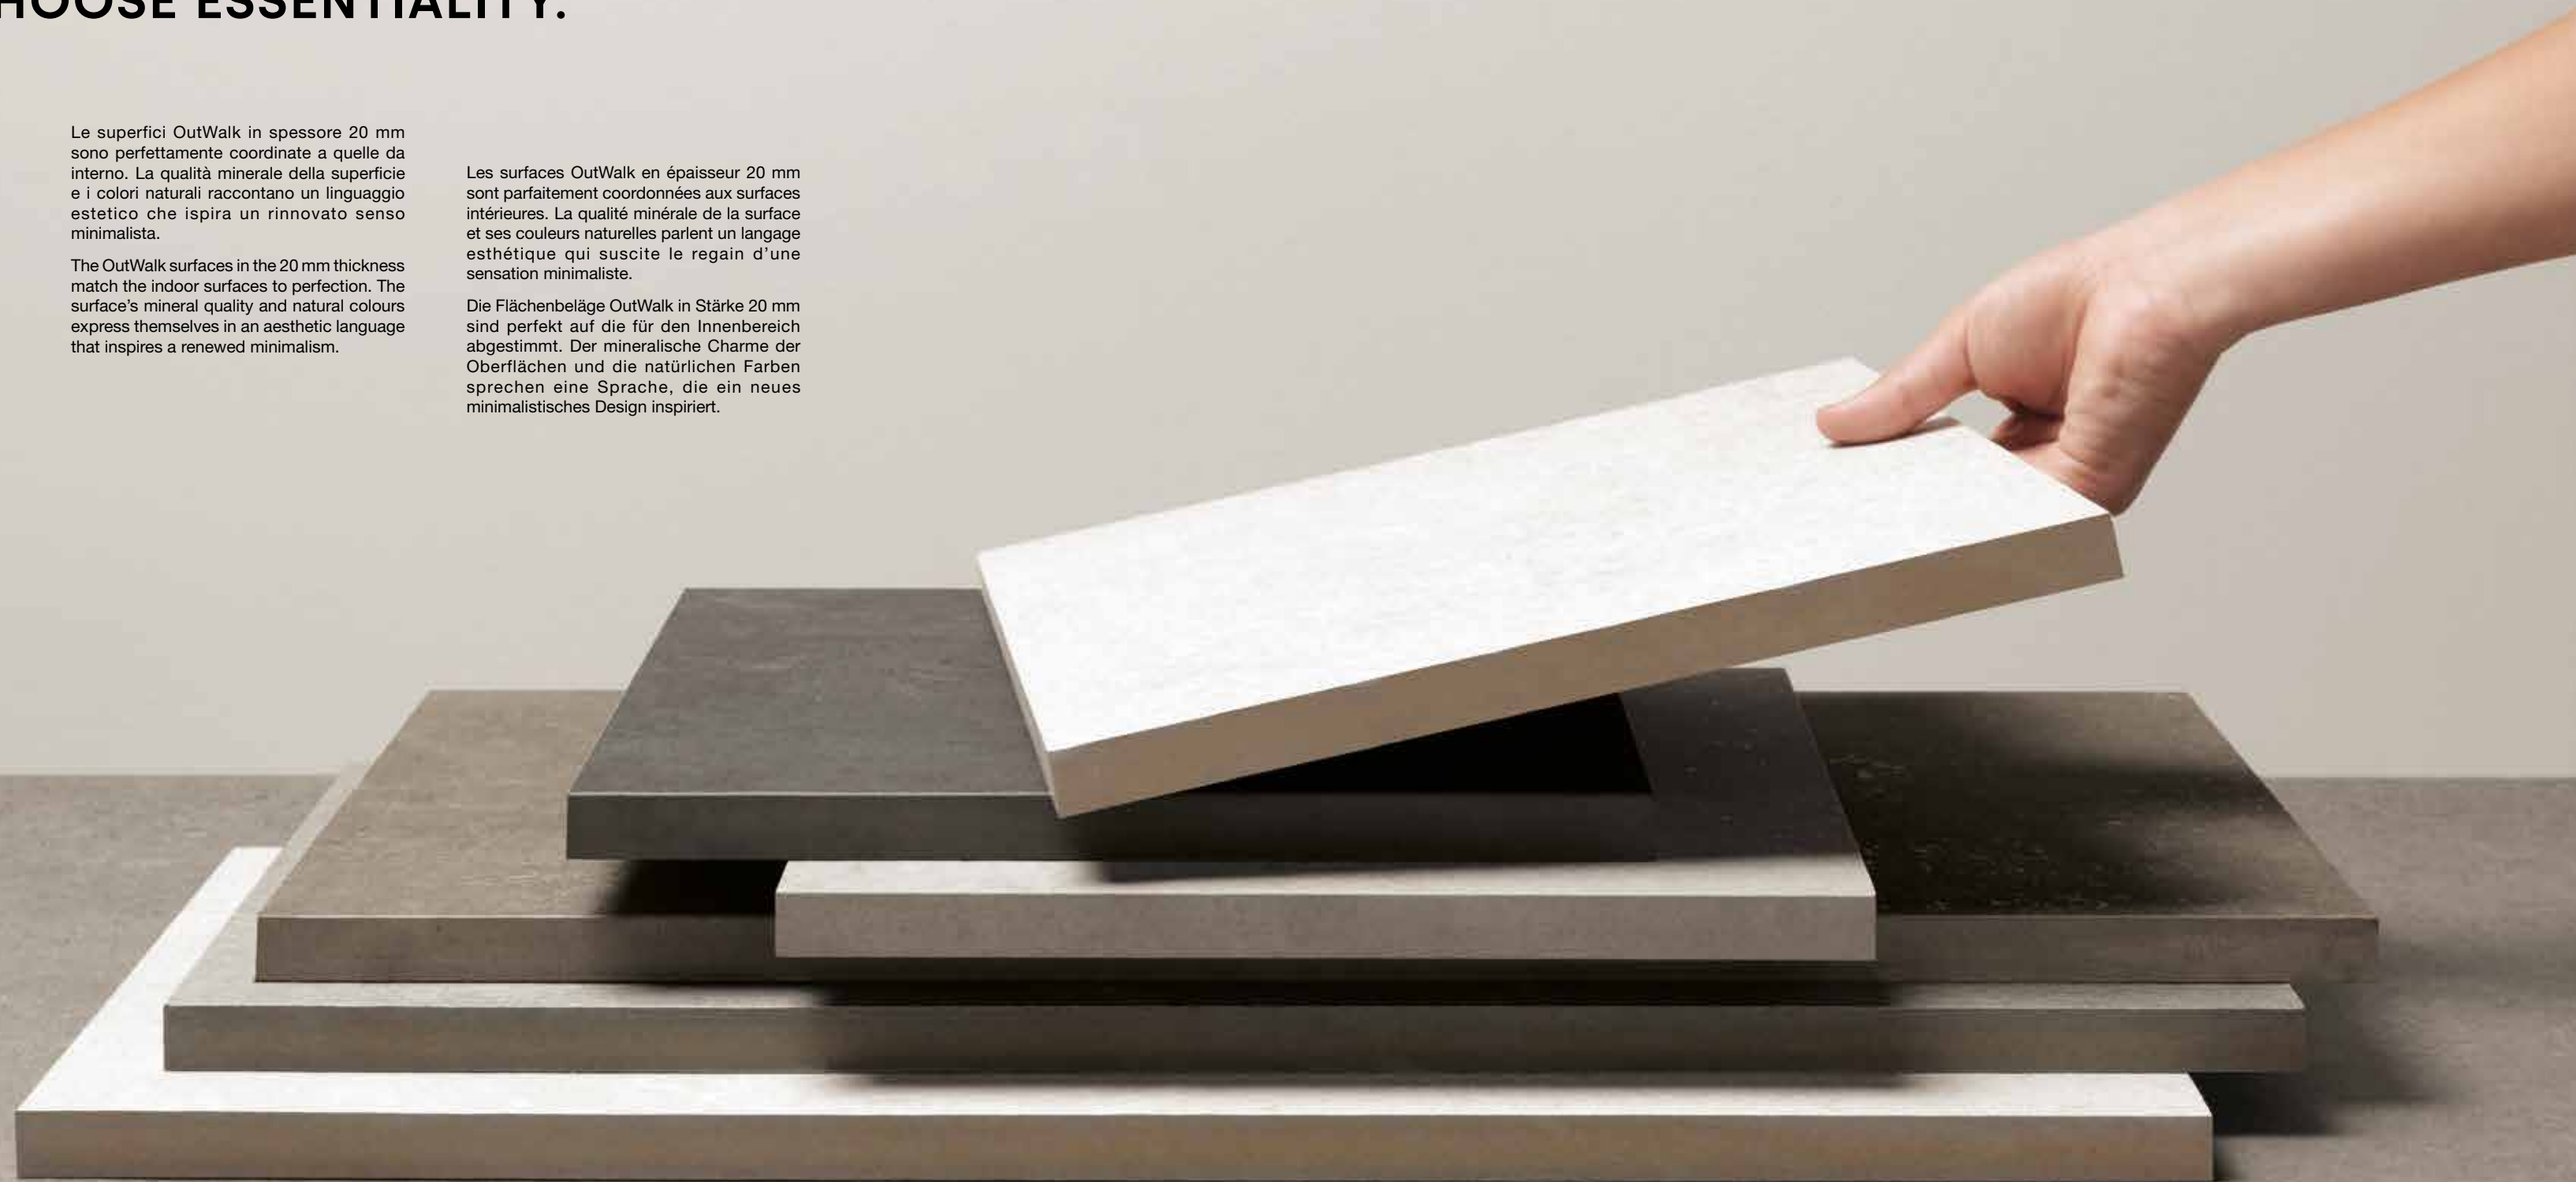 HOOSE ESSENTIALITY.
Le superfici OutWalk in spessore 20 mm
sono perfettamente coordinate a quelle da
interno. La qualità minerale della superficie
e i colori naturali raccontano un linguaggio
estetico che ispira un rinnovato senso
minimalista.
The OutWalk surfaces in the 20 mm thickness
match the indoor surfaces to perfection. The
surface’s mineral quality and natural colours
express themselves in an aesthetic language
that inspires a renewed minimalism.
Les surfaces OutWalk en épaisseur 20 mm
sont parfaitement coordonnées aux surfaces
intérieures. La qualité minérale de la surface
et ses couleurs naturelles parlent un langage
esthétique qui suscite le regain d’une
sensation minimaliste.
Die Flächenbeläge OutWalk in Stärke 20 mm
sind perfekt auf die für den Innenbereich
abgestimmt. Der mineralische Charme der
Oberflächen und die natürlichen Farben
sprechen eine Sprache, die ein neues
minimalistisches Design inspiriert.